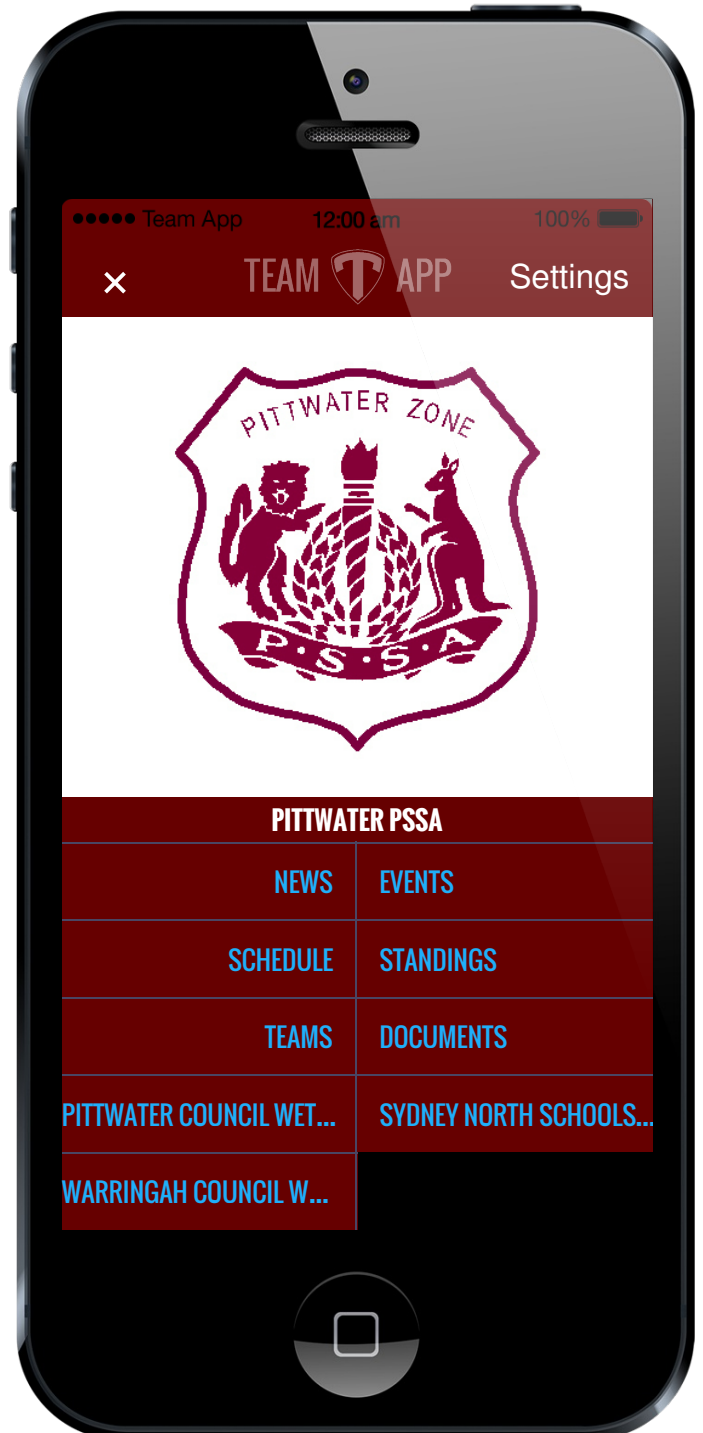 Team App 12:00 am 100%
× TEAM T APP Settings
PITTWATER ZONE
P·S·S·A
PITTWATER PSSA
NEWS EVENTS
SCHEDULE STANDINGS
TEAMS DOCUMENTS
PITTWATER COUNCIL WET... SYDNEY NORTH SCHOOLS...
WARRINGAH COUNCIL W...